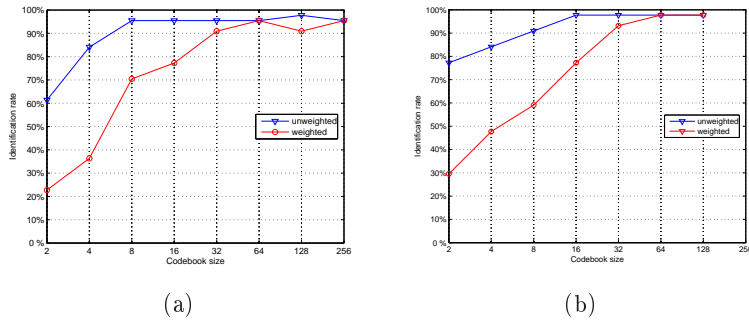 100%
90%
80%
70%
60%
50%
40%
30%
20%
10%
0 %
Identification rate
2 4 8 16 32 64 128 256
Codebook size
unweighted
weighted
(a)
100%
90%
80%
70%
60%
50%
40%
30%
20%
10%
0 %
Identification rate
2 4 8 16 32 64 128 256
Codebook size
unweighted
weighted
(b)